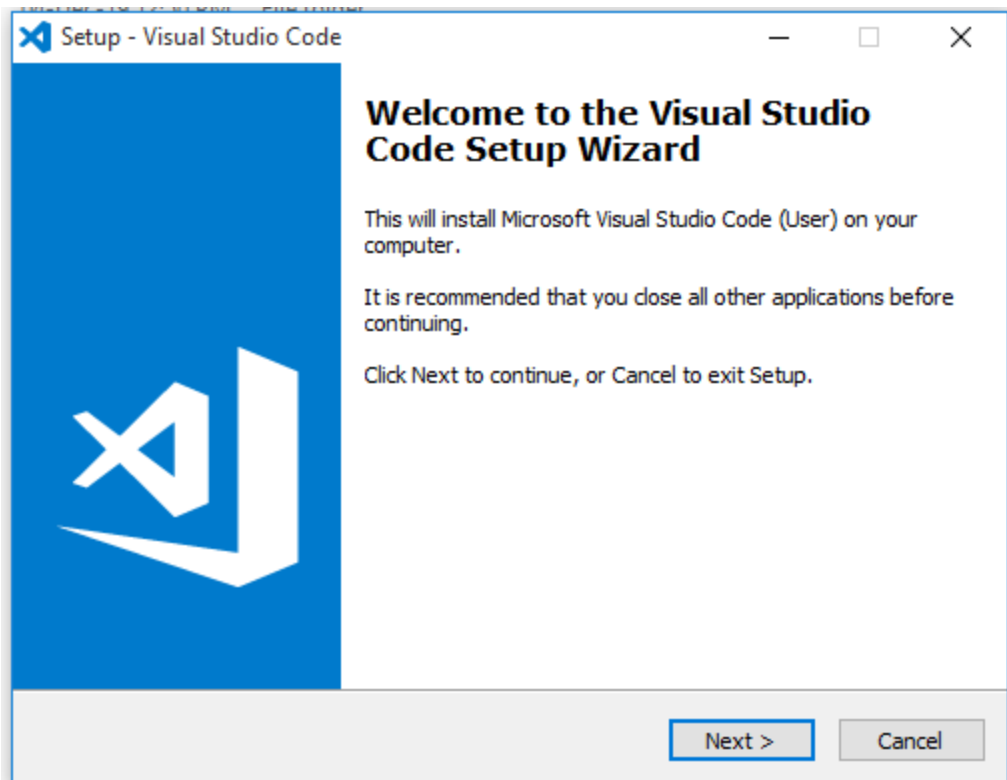 Setup - Visual Studio Code
Welcome to the Visual Studio
Code Setup Wizard
This will install Microsoft Visual Studio Code (User) on your
computer.
It is recommended that you close all other applications before
continuing.
Click Next to continue, or Cancel to exit Setup.
Next >
Cancel